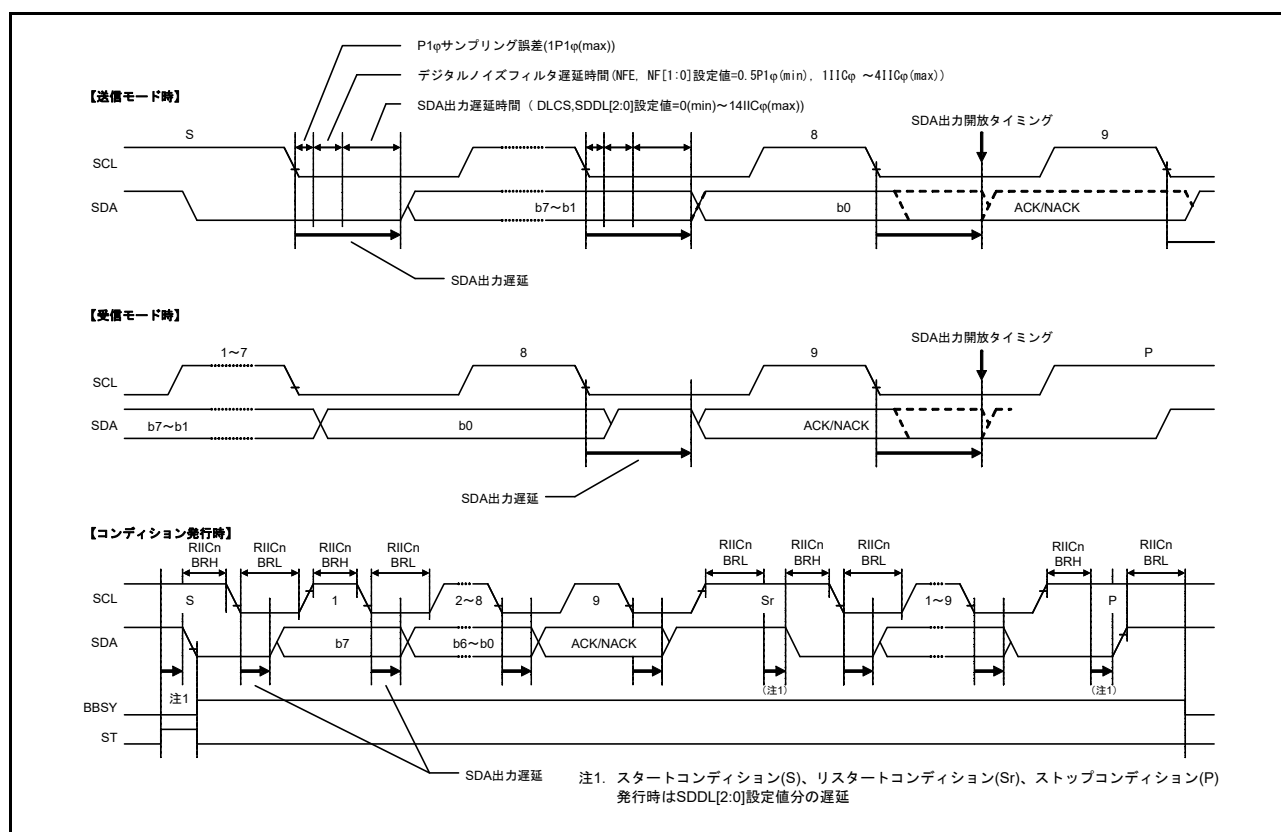 P1φサンプリング誤差(1P1φ(max))
デジタルノイズフィルタ遅延時間(NFE, NF[1:0]設定値=0.5P1φ(min), 1IICφ ～4IICφ(max))
【送信モード時】
SDA出力遅延時間（ DLCS,SDDL[2:0]設定値=0(min)～14IICφ(max))
SDA出力開放タイミング
S
8
9
SCL
SDA
b7～b1
b0
ACK/NACK
SDA出力遅延
【受信モード時】
SDA出力開放タイミング
1～7
8
9
P
SCL
SDA
b7～b1
b0
ACK/NACK
SDA出力遅延
【コンディション発行時】
RIICn
BRH
RIICn
BRL
RIICn
BRH
RIICn
BRL
RIICn
BRL
RIICn
BRH
RIICn
BRL
RIICn
BRH
RIICn
BRL
SCL
S
1
2～8
9
Sr
1～9
P
SDA
b7
b6～b0
ACK/NACK
注1
(注1)
(注1)
BBSY
ST
SDA出力遅延
注1. スタートコンディション(S)、リスタートコンディション(Sr)、ストップコンディション(P)
発行時はSDDL[2:0]設定値分の遅延